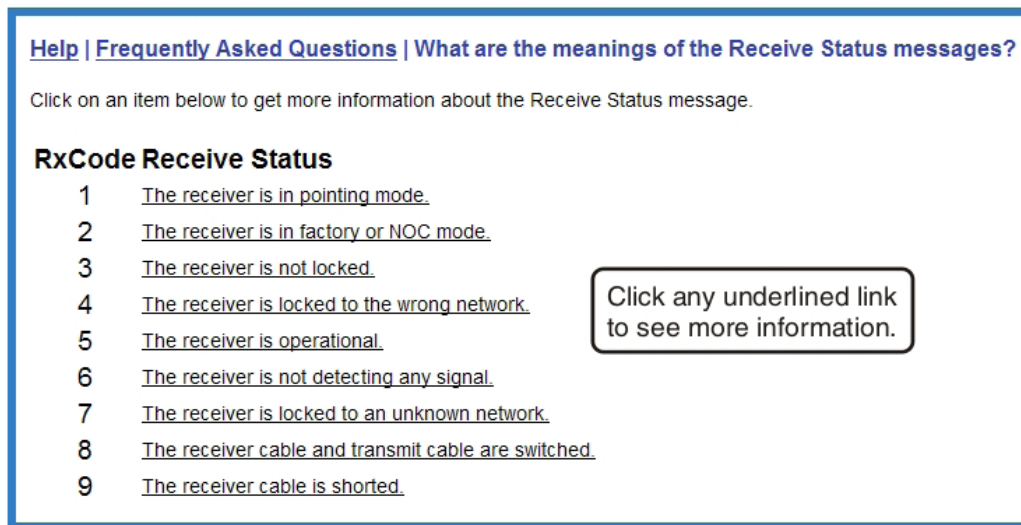 Help | Frequently Asked Questions | What are the meanings of the Receive Status messages?
Click on an item below to get more information about the Receive Status message.
RxCode Receive Status
1 The receiver is in pointing mode.
2 The receiver is in factory or NOC mode.
3 The receiver is not locked.
4 The receiver is locked to the wrong network.
5 The receiver is operational.
6 The receiver is not detecting any signal.
7 The receiver is locked to an unknown network.
8 The receiver cable and transmit cable are switched.
9 The receiver cable is shorted.
Click any underlined link
to see more information.